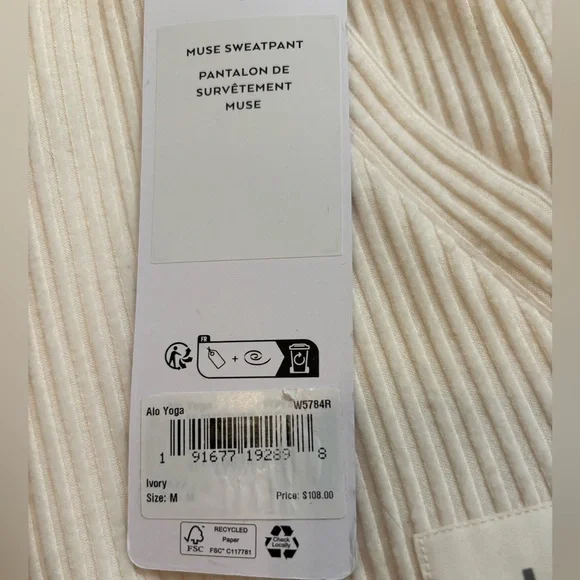 MUSE SWEATPANT
PANTALON DE
SURVÊTEMENT
MUSE
FR
+
Alo Yoga W5784R
1 91677 19289 8
Ivory
Size: M Price: $108.00
FSC
RECYCLED
Paper
FSC® C117781
Check
Locally